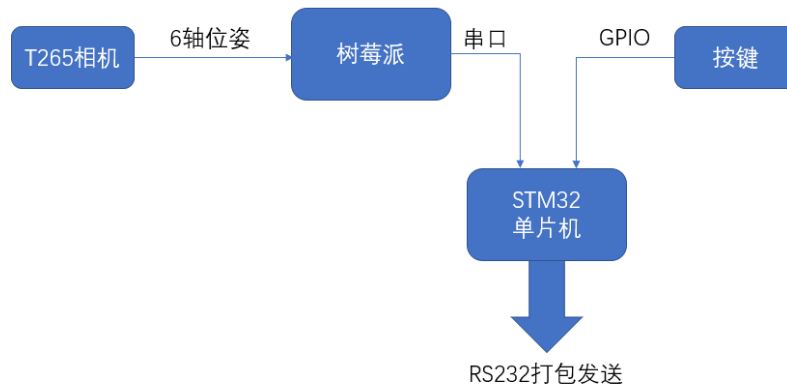 T265相机
6轴位姿
树莓派
串口
GPIO
按键
STM32
单片机
RS232打包发送